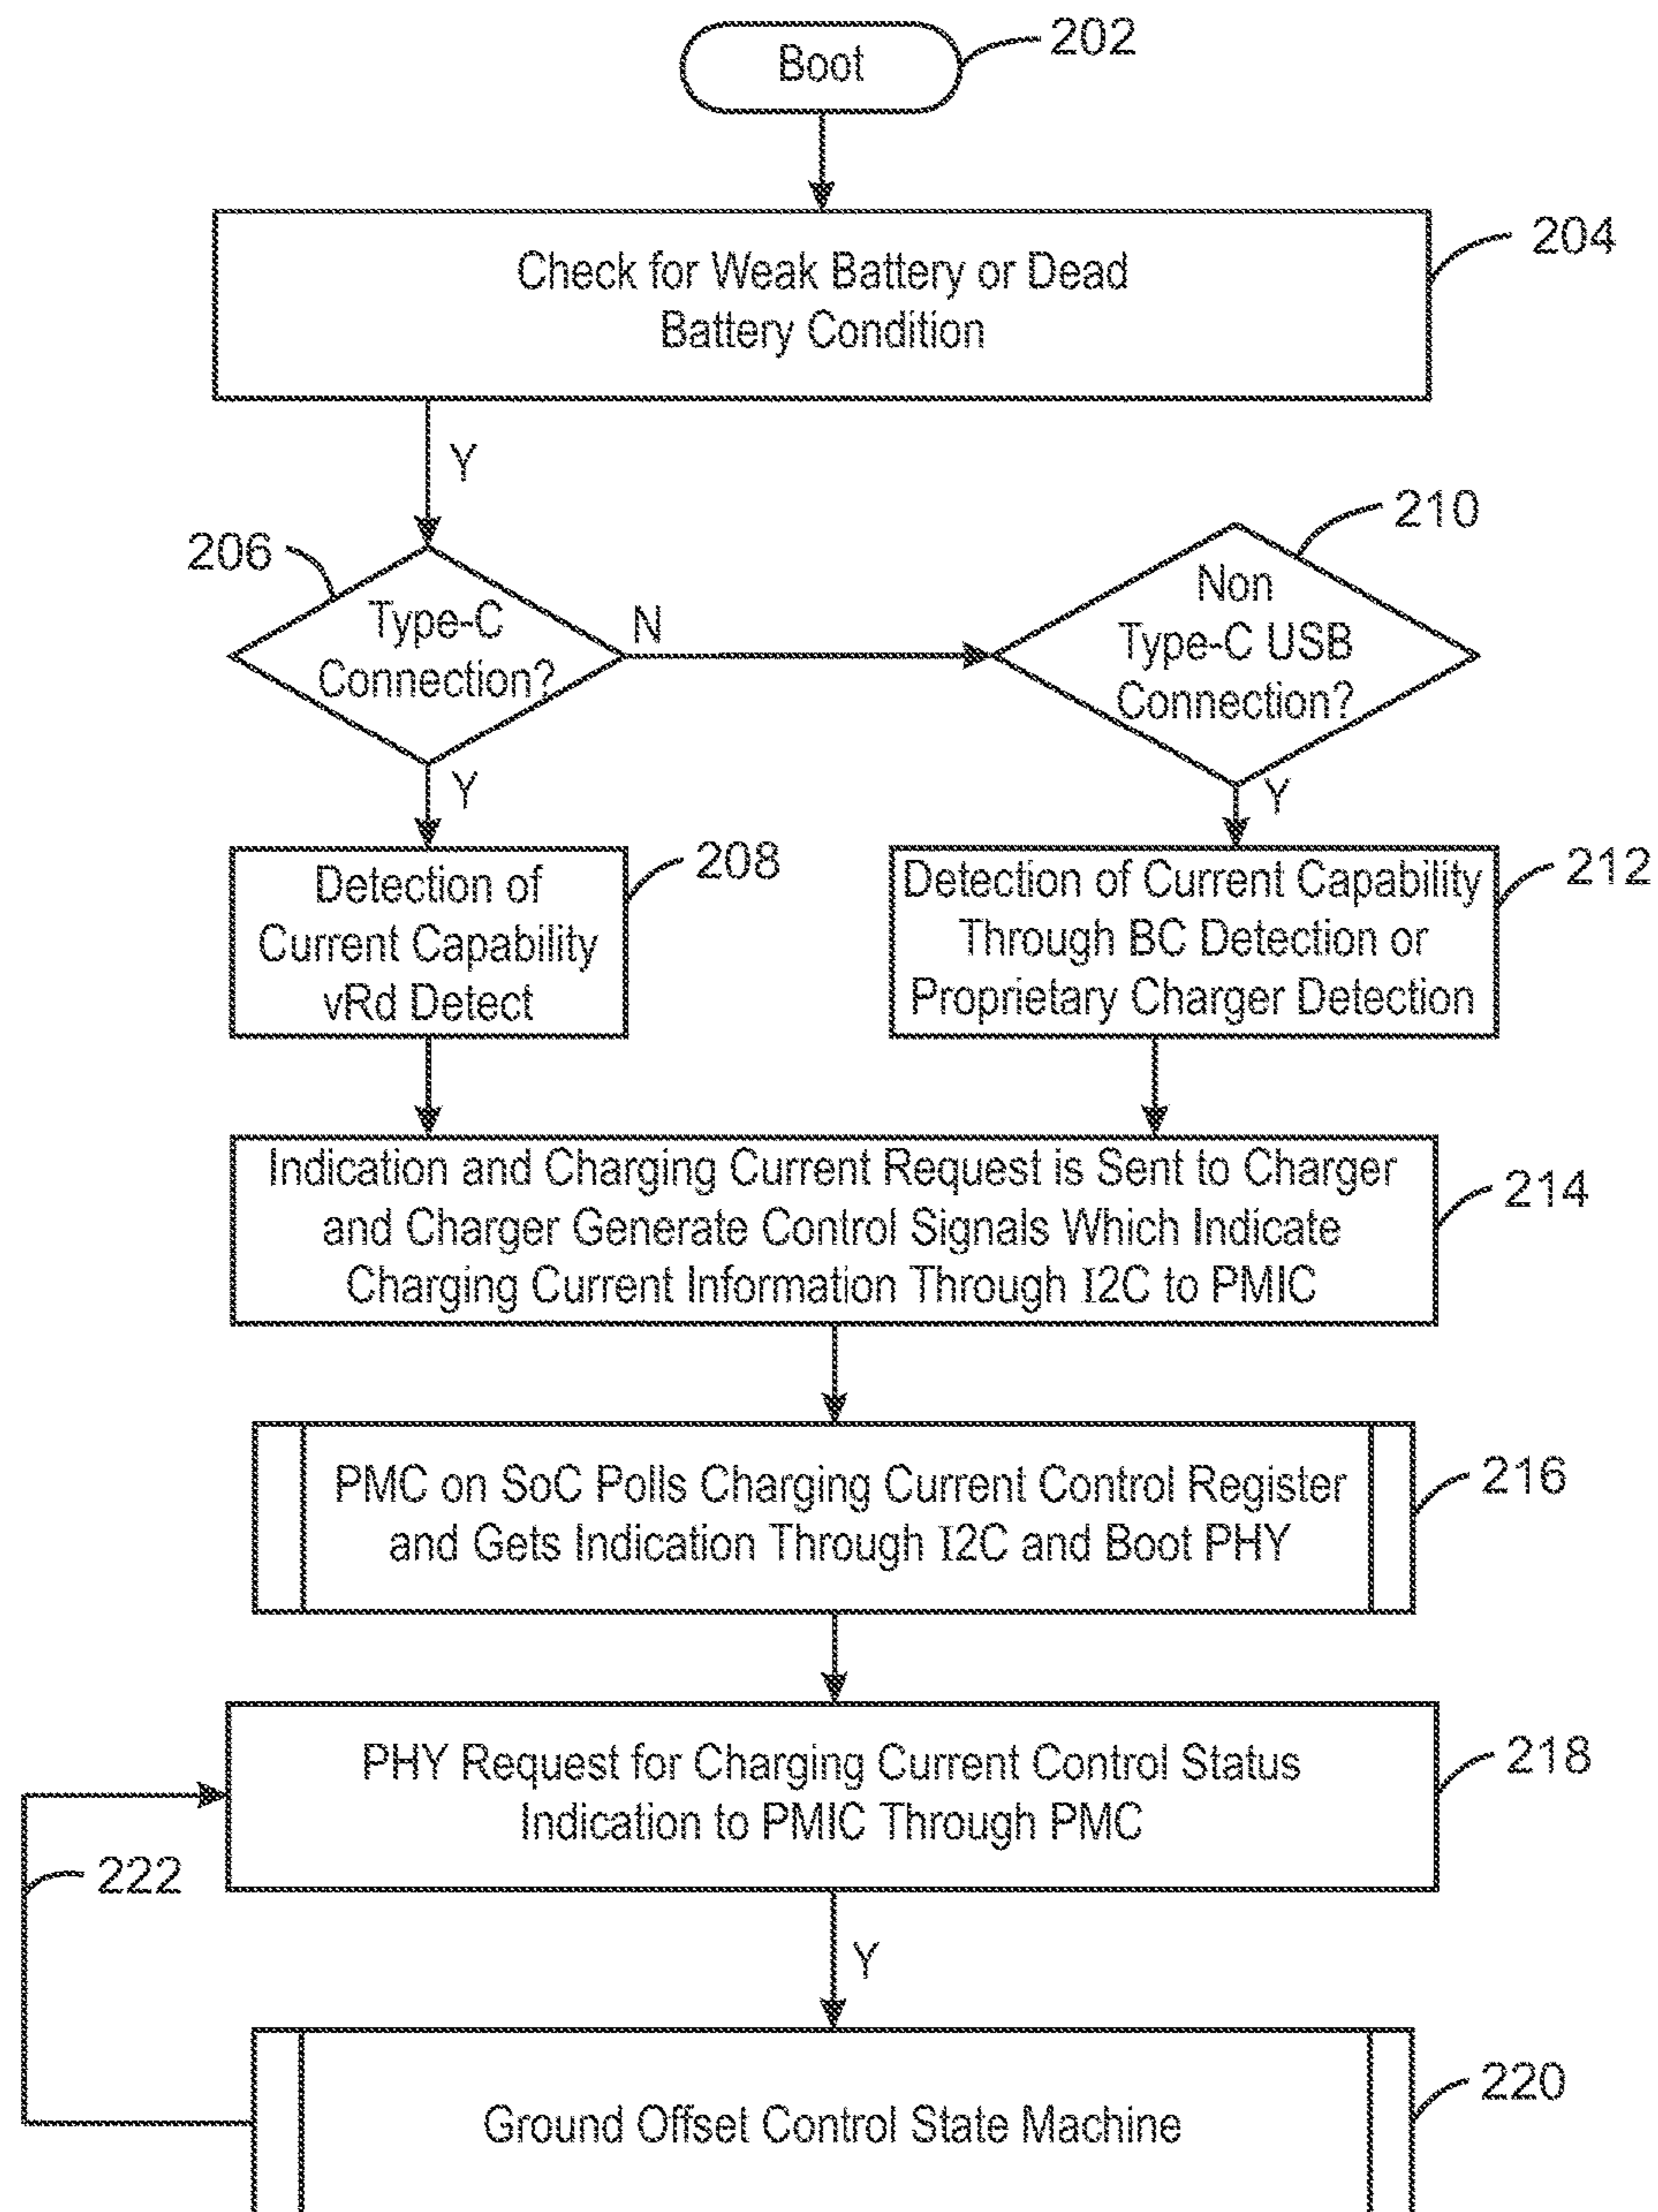 Boot
202
Check for Weak Battery or Dead
Battery Condition
204
Y
206
Type-C
Connection?
N
210
Non
Type-C USB
Connection?
Y
Y
Detection of
Current Capability
vRd Detect
208
Detection of Current Capability
Through BC Detection or
Proprietary Charger Detection
212
Indication and Charging Current Request is Sent to Charger
and Charger Generate Control Signals Which Indicate
Charging Current Information Through I2C to PMIC
214
PMC on SoC Polls Charging Current Control Register
and Gets Indication Through I2C and Boot PHY
216
PHY Request for Charging Current Control Status
Indication to PMIC Through PMC
218
222
Y
Ground Offset Control State Machine
220